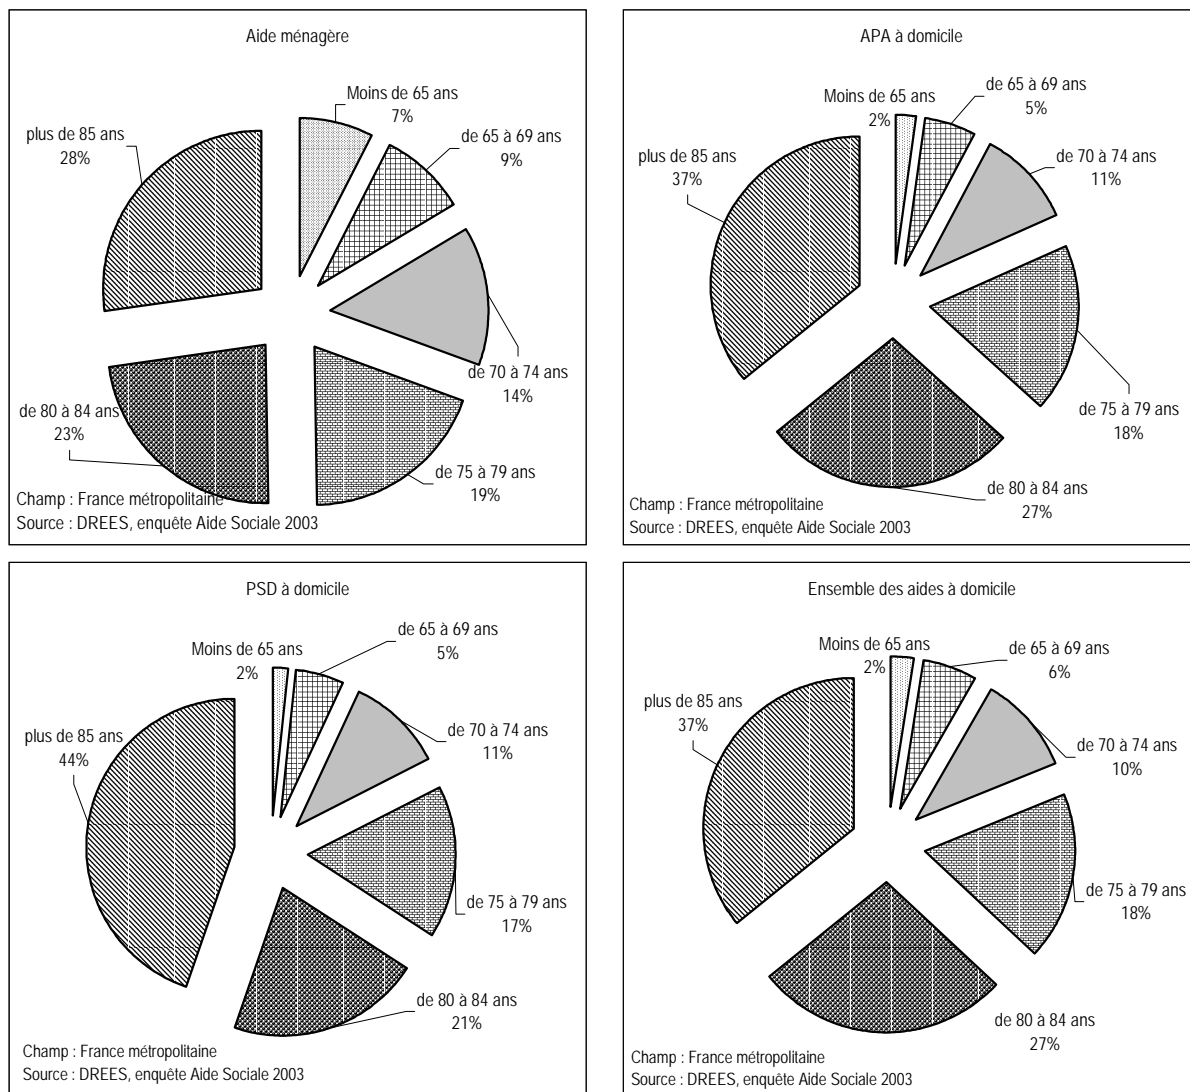 Aide ménagère
Moins de 65 ans
7%
de 65 à 69 ans
9%
de 70 à 74 ans
14%
de 75 à 79 ans
19%
de 80 à 84 ans
23%
plus de 85 ans
28%
Champ : France métropolitaine
Source : DREES, enquête Aide Sociale 2003
APA à domicile
Moins de 65 ans
2%
de 65 à 69 ans
5%
de 70 à 74 ans
11%
de 75 à 79 ans
18%
de 80 à 84 ans
27%
plus de 85 ans
37%
Champ : France métropolitaine
Source : DREES, enquête Aide Sociale 2003
PSD à domicile
Moins de 65 ans
2%
de 65 à 69 ans
5%
de 70 à 74 ans
11%
de 75 à 79 ans
17%
de 80 à 84 ans
21%
plus de 85 ans
44%
Champ : France métropolitaine
Source : DREES, enquête Aide Sociale 2003
Ensemble des aides à domicile
Moins de 65 ans
2%
de 65 à 69 ans
6%
de 70 à 74 ans
10%
de 75 à 79 ans
18%
de 80 à 84 ans
27%
plus de 85 ans
37%
Champ : France métropolitaine
Source : DREES, enquête Aide Sociale 2003